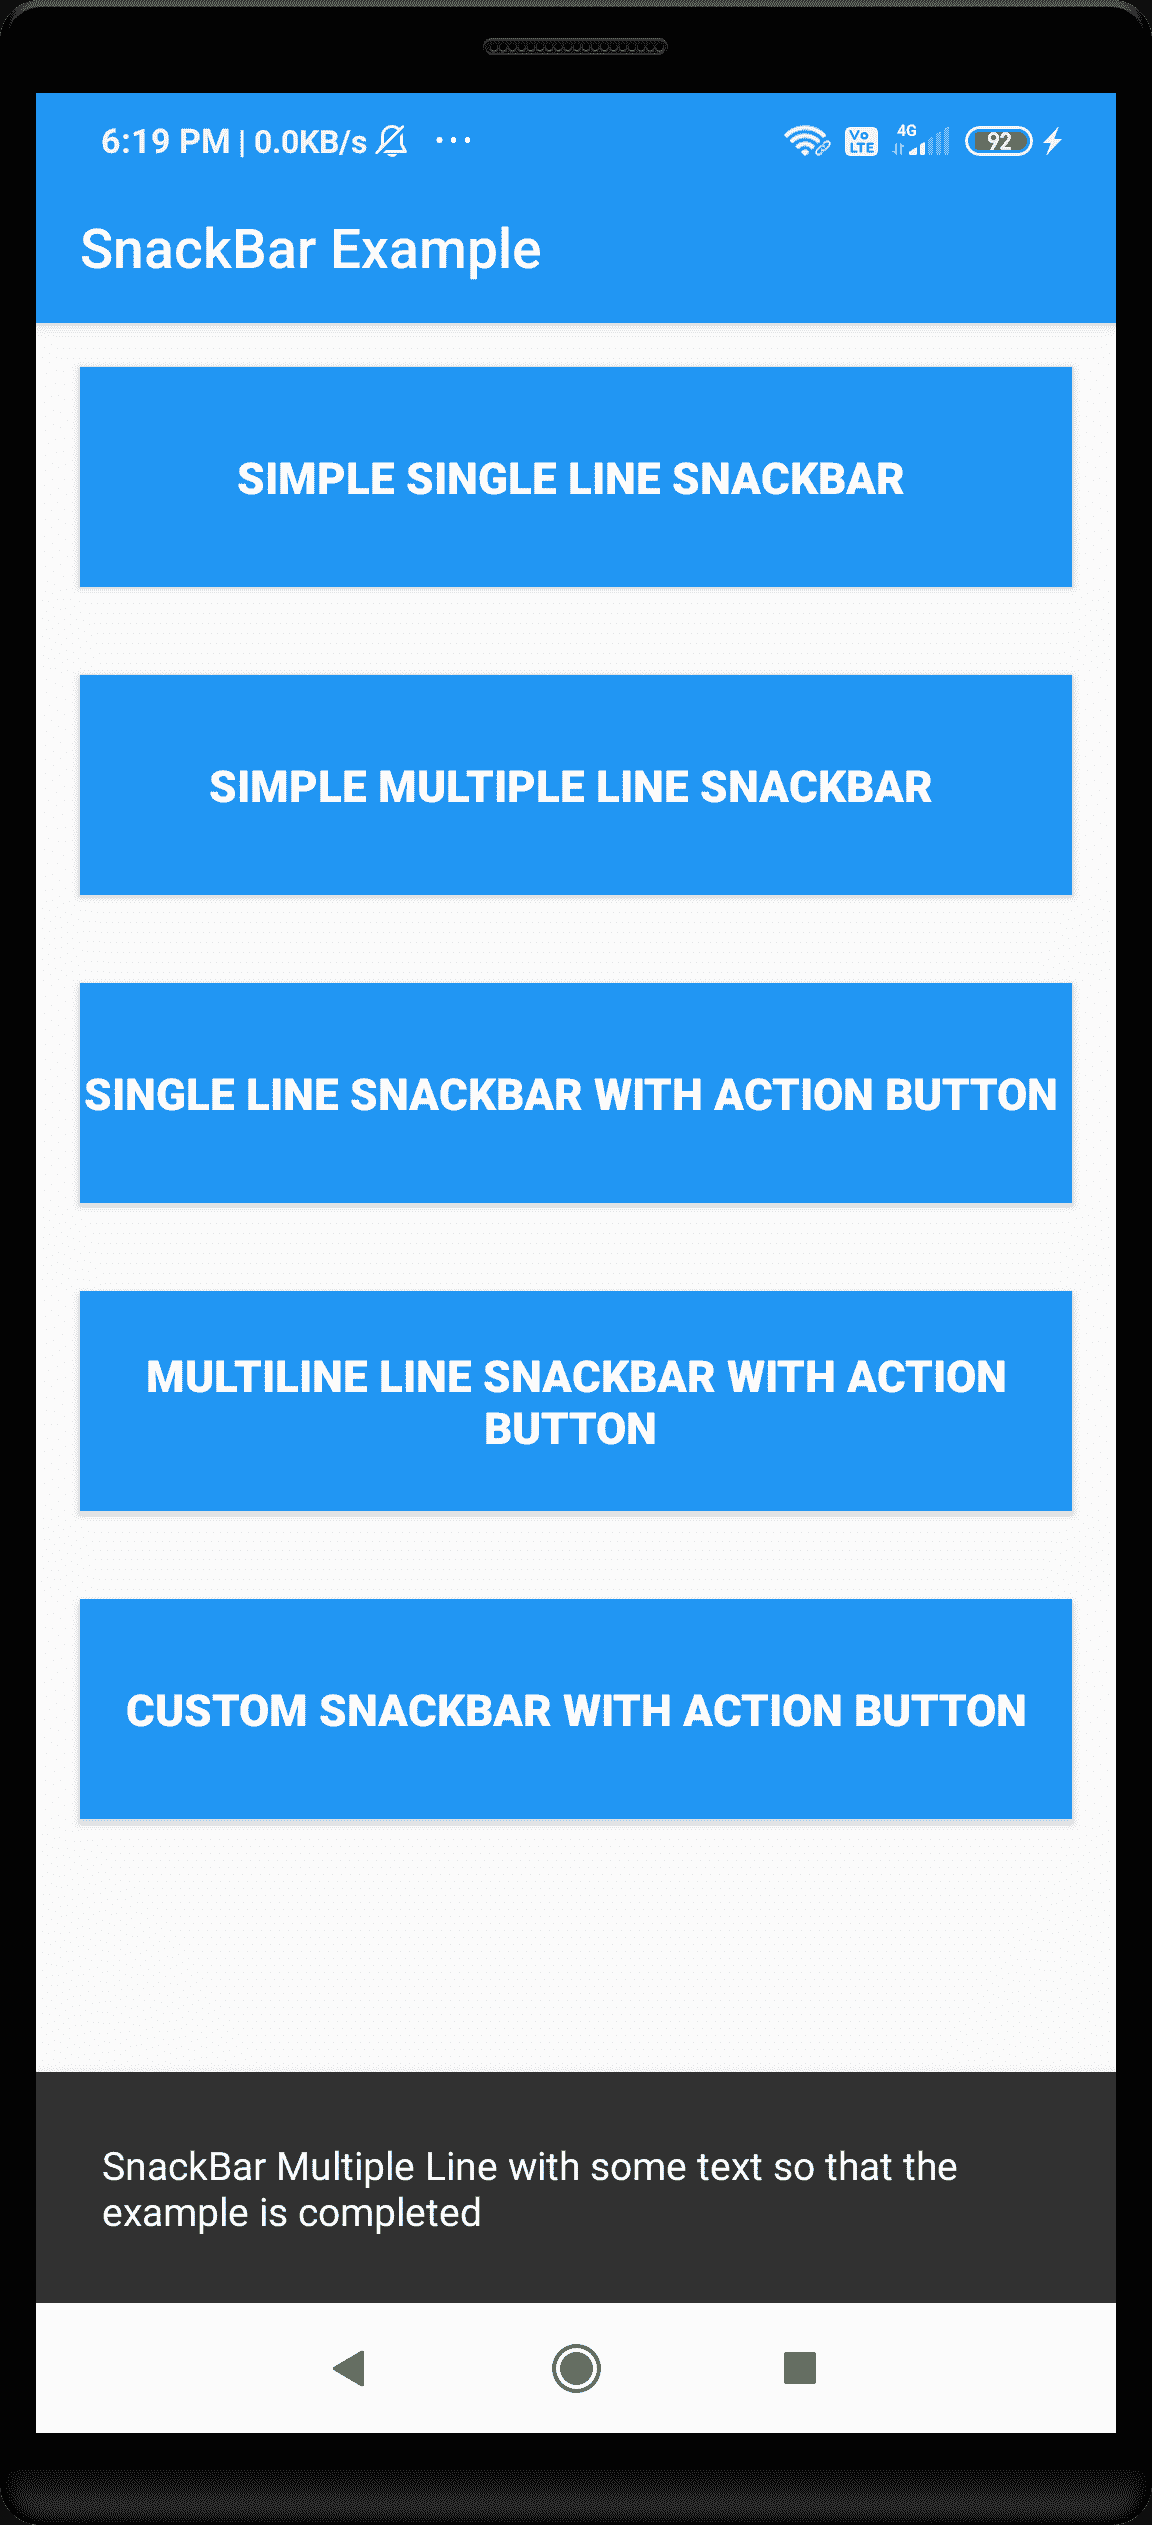 6:19 PM | 0.0KB/s ... Vo LTE 4G 92
SnackBar Example
SIMPLE SINGLE LINE SNACKBAR
SIMPLE MULTIPLE LINE SNACKBAR
SINGLE LINE SNACKBAR WITH ACTION BUTTON
MULTILINE LINE SNACKBAR WITH ACTION
BUTTON
CUSTOM SNACKBAR WITH ACTION BUTTON
SnackBar Multiple Line with some text so that the
example is completed